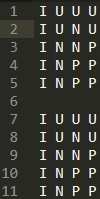 1 I U U U
2 I U N U
3 I N N P P
4 I N P P
5 I N P P
6
7 I U U U
8 I U N U
9 I N N P P
10 I N P P
11 I N P P